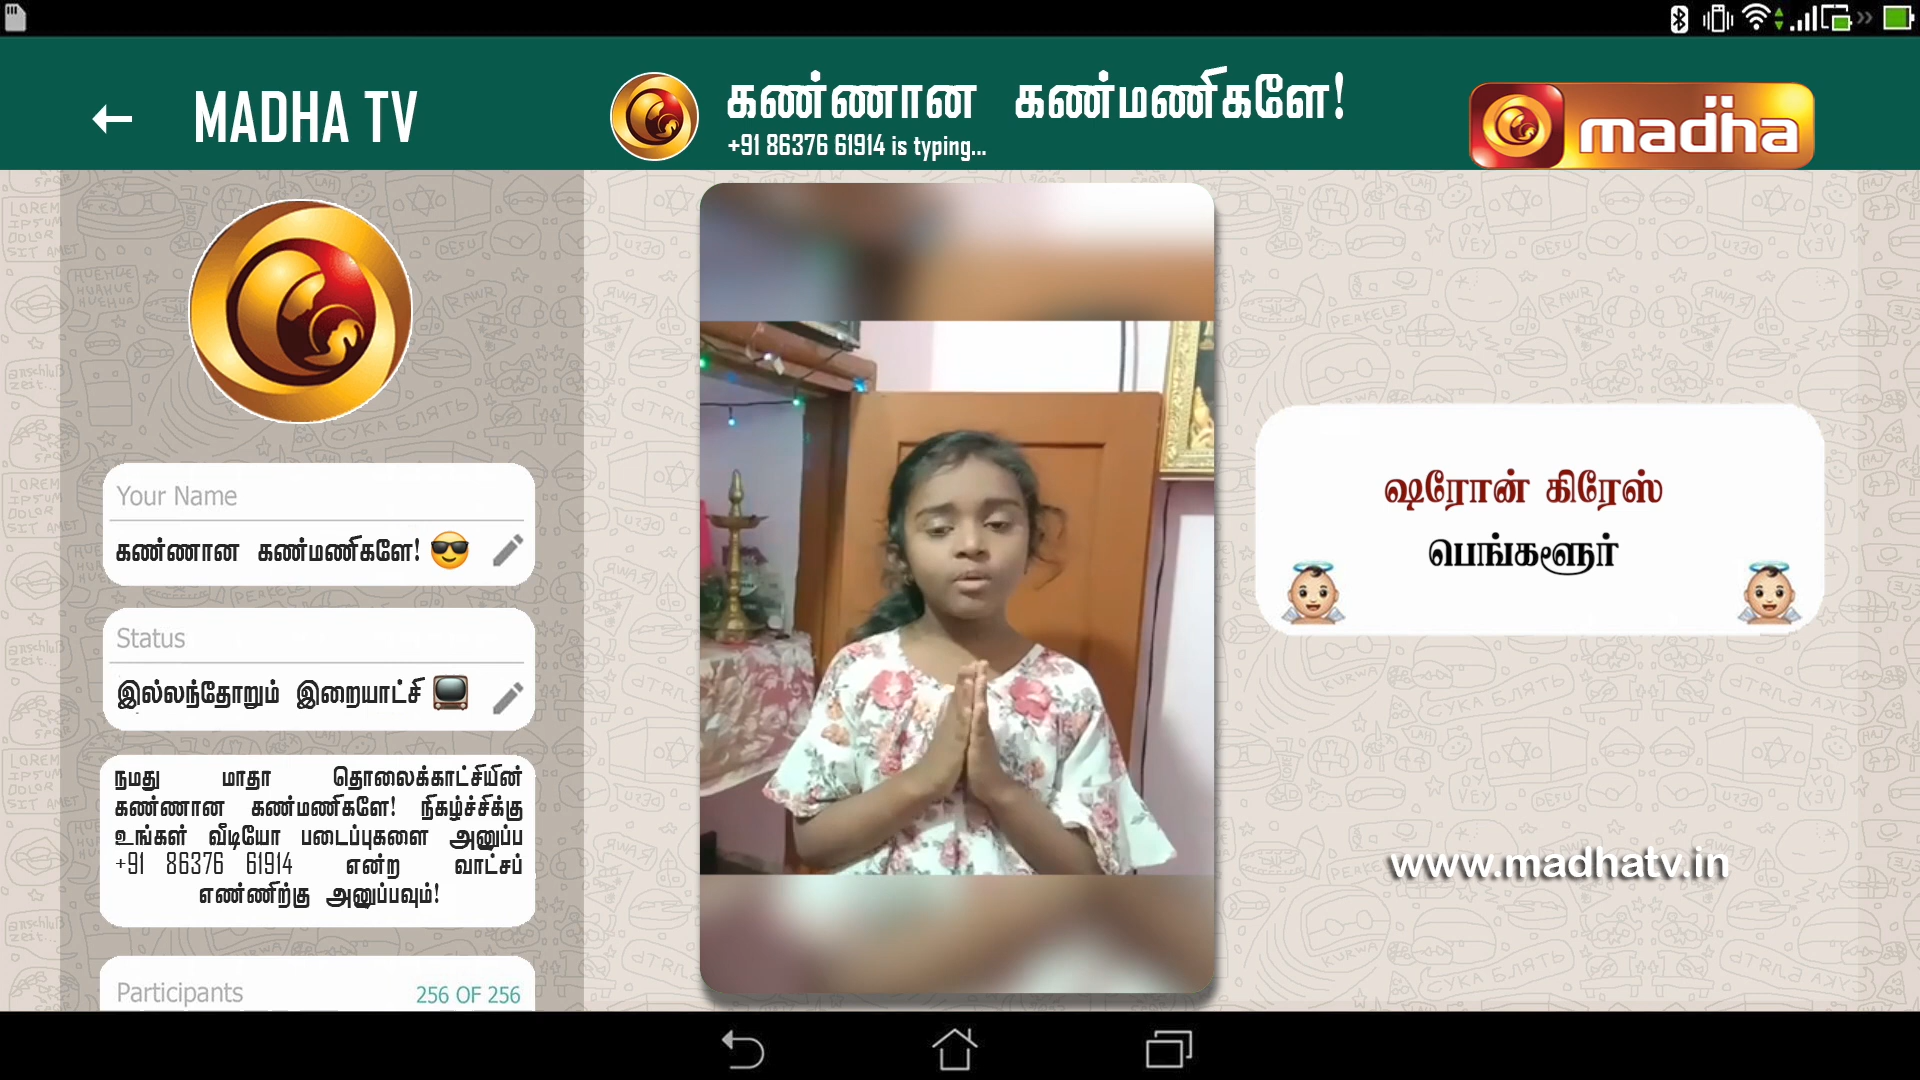 MADHA TV
கண்ணான கண்மணிகளே!
+91 86376 61914 is typing...
madha
Your Name
கண்ணான கண்மணிகளே! 😎
Status
இல்லந்தோறும் இறையாட்சி 📺
நமது மாதா தொலைக்காட்சியின்
கண்ணான கண்மணிகளே! நிகழ்ச்சிக்கு
உங்கள் வீடியோ படைப்புகளை அனுப்ப
+91 86376 61914 என்ற வாட்சப்
எண்ணிற்கு அனுப்பவும்!
Participants 256 OF 256
ஷரோன் கிரேஸ்
பெங்களூர்
www.madhatv.in